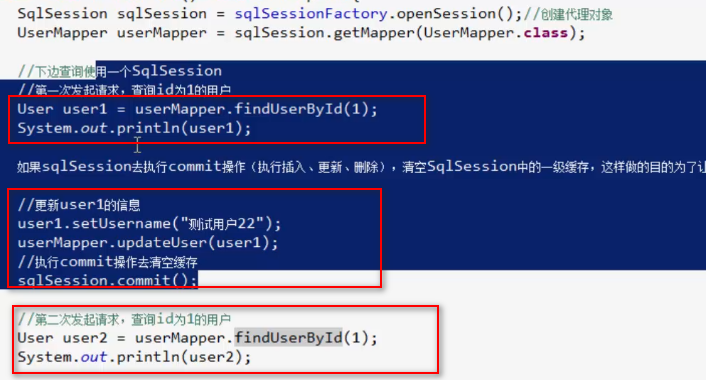 SqlSession sqlSession = sqlSessionFactory.openSession();//创建代理对象
UserMapper userMapper = sqlSession.getMapper(UserMapper.class);
//下边查询使用一个SqlSession
//第一次发起请求，查询id为1的用户
User user1 = userMapper.findUserById(1);
System.out.println(user1);
如果sqlSession去执行commit操作（执行插入、更新、删除），清空SqlSession中的一级缓存，这样做的目的为了让
//更新user1的信息
user1.setUsername("测试用户22");
userMapper.updateUser(user1);
//执行commit操作去清空缓存
sqlSession.commit();
//第二次发起请求，查询id为1的用户
User user2 = userMapper.findUserById(1);
System.out.println(user2);